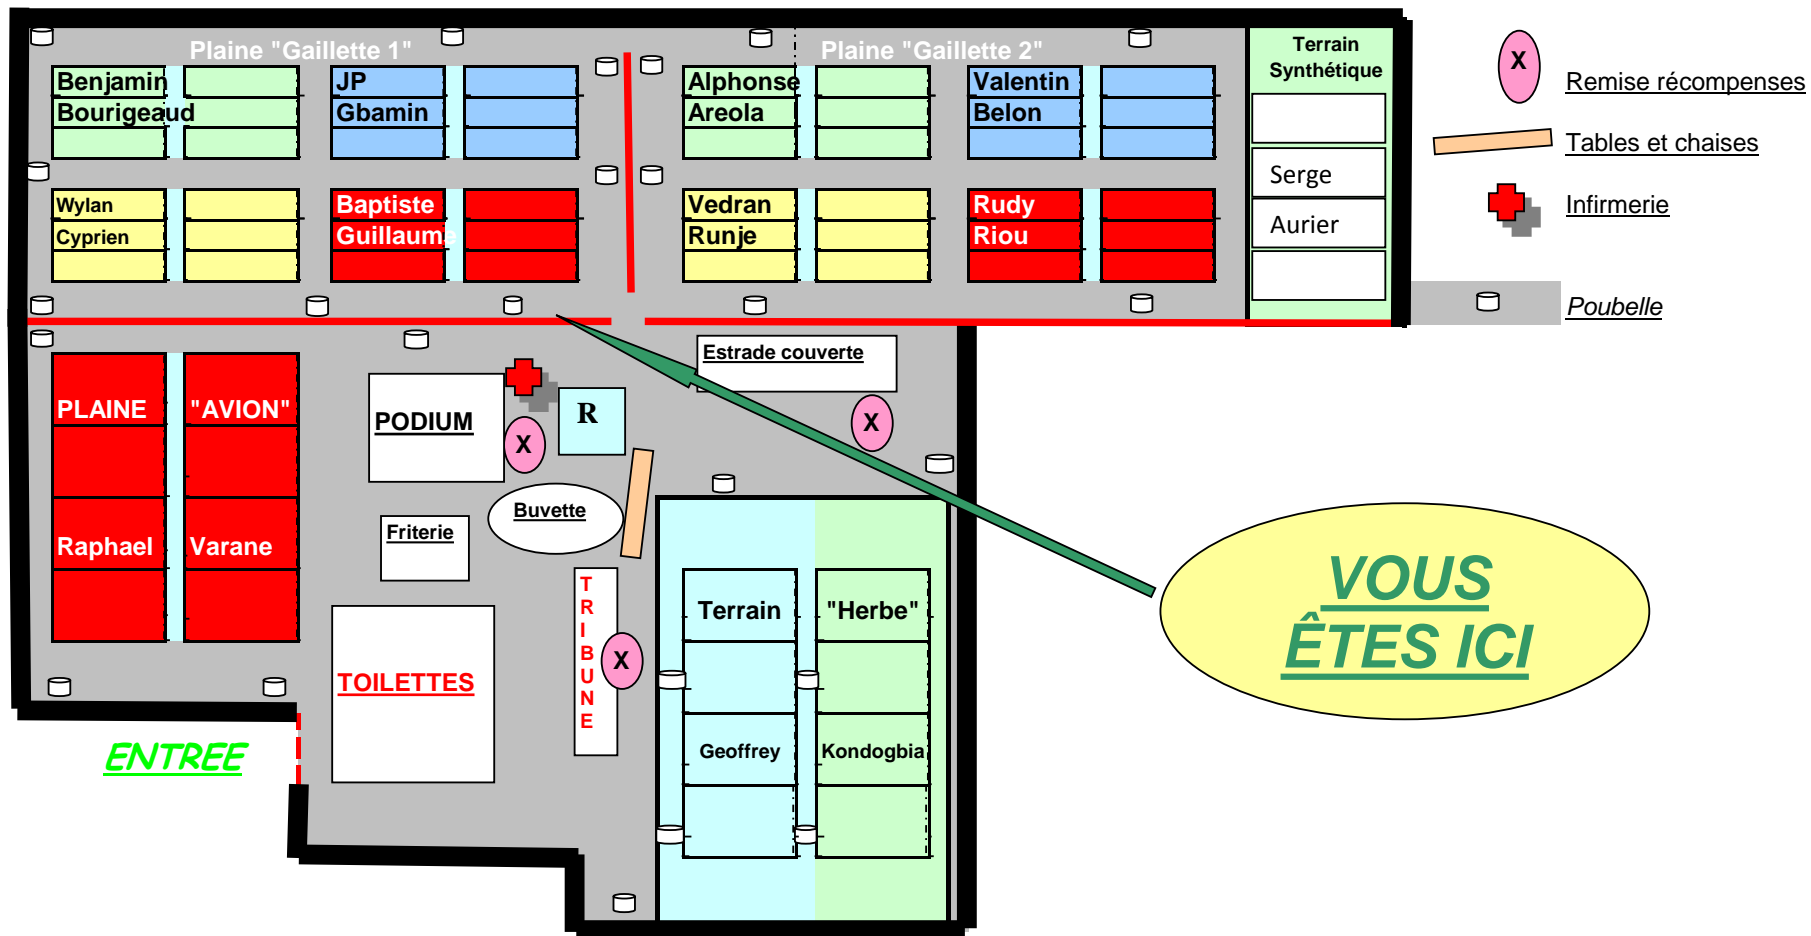 Plaine "Gaillette 1"
Plaine "Gaillette 2"
Terrain
Synthétique
Benjamin
Bourigeaud
JP
Gbamin
Alphonse
Areola
Valentin
Belon
Wylan
Cyprien
Baptiste
Guillaume
Vedran
Runje
Rudy
Riou
Serge
Aurier
X
Remise récompenses
Tables et chaises
Infirmerie
Poubelle
Estrade couverte
PLAINE
"AVION"
Raphael
Varane
PODIUM
R
X
X
Buvette
Friterie
TRIBUNE
X
TOILETTES
Terrain
"Herbe"
Geoffrey
Kondogbia
ENTREE
VOUS
ÊTES ICI